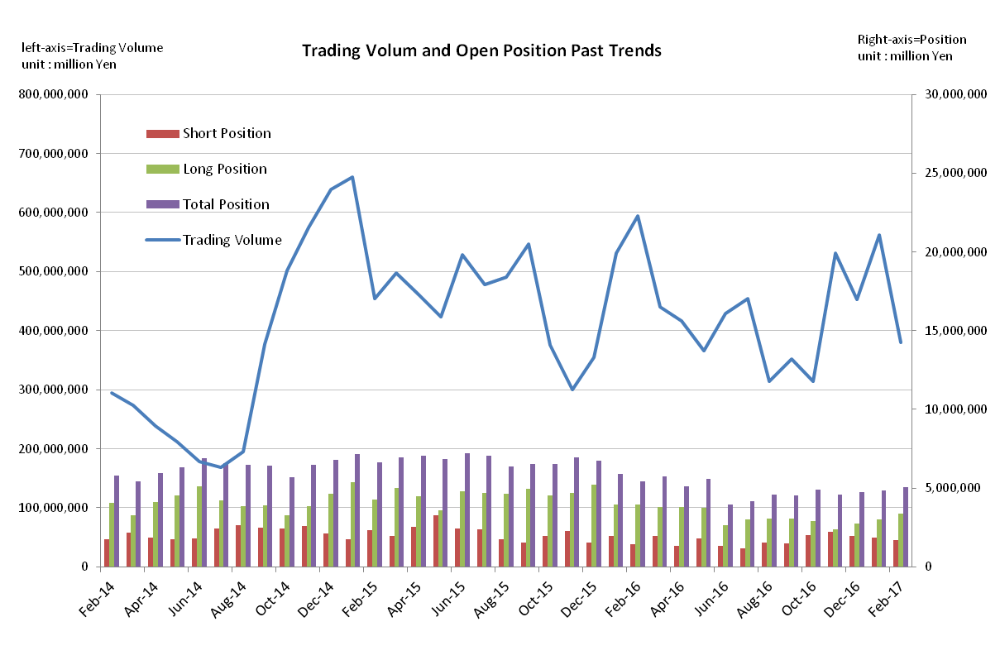 left-axis=Trading Volume
unit : million Yen
Trading Volum and Open Position Past Trends
Right-axis=Position
unit : million Yen
800,000,000
700,000,000
600,000,000
500,000,000
400,000,000
300,000,000
200,000,000
100,000,000
0
Short Position
Long Position
Total Position
Trading Volume
30,000,000
25,000,000
20,000,000
15,000,000
10,000,000
5,000,000
0
Feb-14
Apr-14
Jun-14
Aug-14
Oct-14
Dec-14
Feb-15
Apr-15
Jun-15
Aug-15
Oct-15
Dec-15
Feb-16
Apr-16
Jun-16
Aug-16
Oct-16
Dec-16
Feb-17